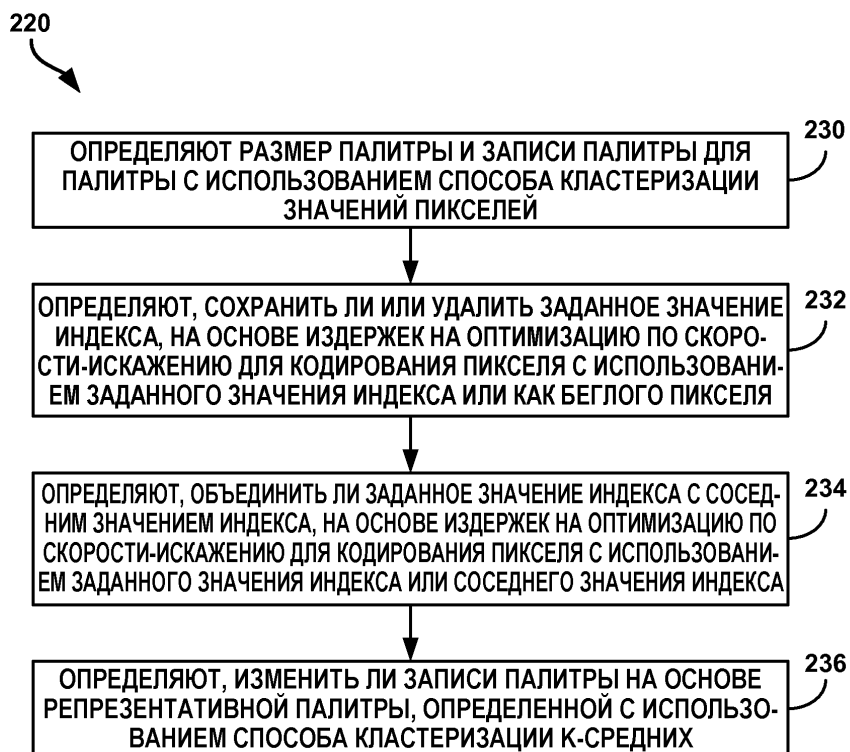 220
230
ОПРЕДЕЛЯЮТ РАЗМЕР ПАЛИТРЫ И ЗАПИСИ ПАЛИТРЫ ДЛЯ
ПАЛИТРЫ С ИСПОЛЬЗОВАНИЕМ СПОСОБА КЛАСТЕРИЗАЦИИ
ЗНАЧЕНИЙ ПИКСЕЛЕЙ
232
ОПРЕДЕЛЯЮТ, СОХРАНИТЬ ЛИ ИЛИ УДАЛИТЬ ЗАДАННОЕ ЗНАЧЕНИЕ
ИНДЕКСА, НА ОСНОВЕ ИЗДЕРЖЕК НА ОПТИМИЗАЦИЮ ПО СКОРО-
СТИ-ИСКАЖЕНИЮ ДЛЯ КОДИРОВАНИЯ ПИКСЕЛЯ С ИСПОЛЬЗОВАНИ-
ЕМ ЗАДАННОГО ЗНАЧЕНИЯ ИНДЕКСА ИЛИ КАК БЕГЛОГО ПИКСЕЛЯ
234
ОПРЕДЕЛЯЮТ, ОБЪЕДИНИТЬ ЛИ ЗАДАННОЕ ЗНАЧЕНИЕ ИНДЕКСА С СОСЕД-
НИМ ЗНАЧЕНИЕМ ИНДЕКСА, НА ОСНОВЕ ИЗДЕРЖЕК НА ОПТИМИЗАЦИЮ ПО
СКОРОСТИ-ИСКАЖЕНИЮ ДЛЯ КОДИРОВАНИЯ ПИКСЕЛЯ С ИСПОЛЬЗОВАНИ-
ЕМ ЗАДАННОГО ЗНАЧЕНИЯ ИНДЕКСА ИЛИ СОСЕДНЕГО ЗНАЧЕНИЯ ИНДЕКСА
236
ОПРЕДЕЛЯЮТ, ИЗМЕНИТЬ ЛИ ЗАПИСИ ПАЛИТРЫ НА ОСНОВЕ
РЕПРЕЗЕНТАТИВНОЙ ПАЛИТРЫ, ОПРЕДЕЛЕННОЙ С ИСПОЛЬЗО-
ВАНИЕМ СПОСОБА КЛАСТЕРИЗАЦИИ K-СРЕДНИХ